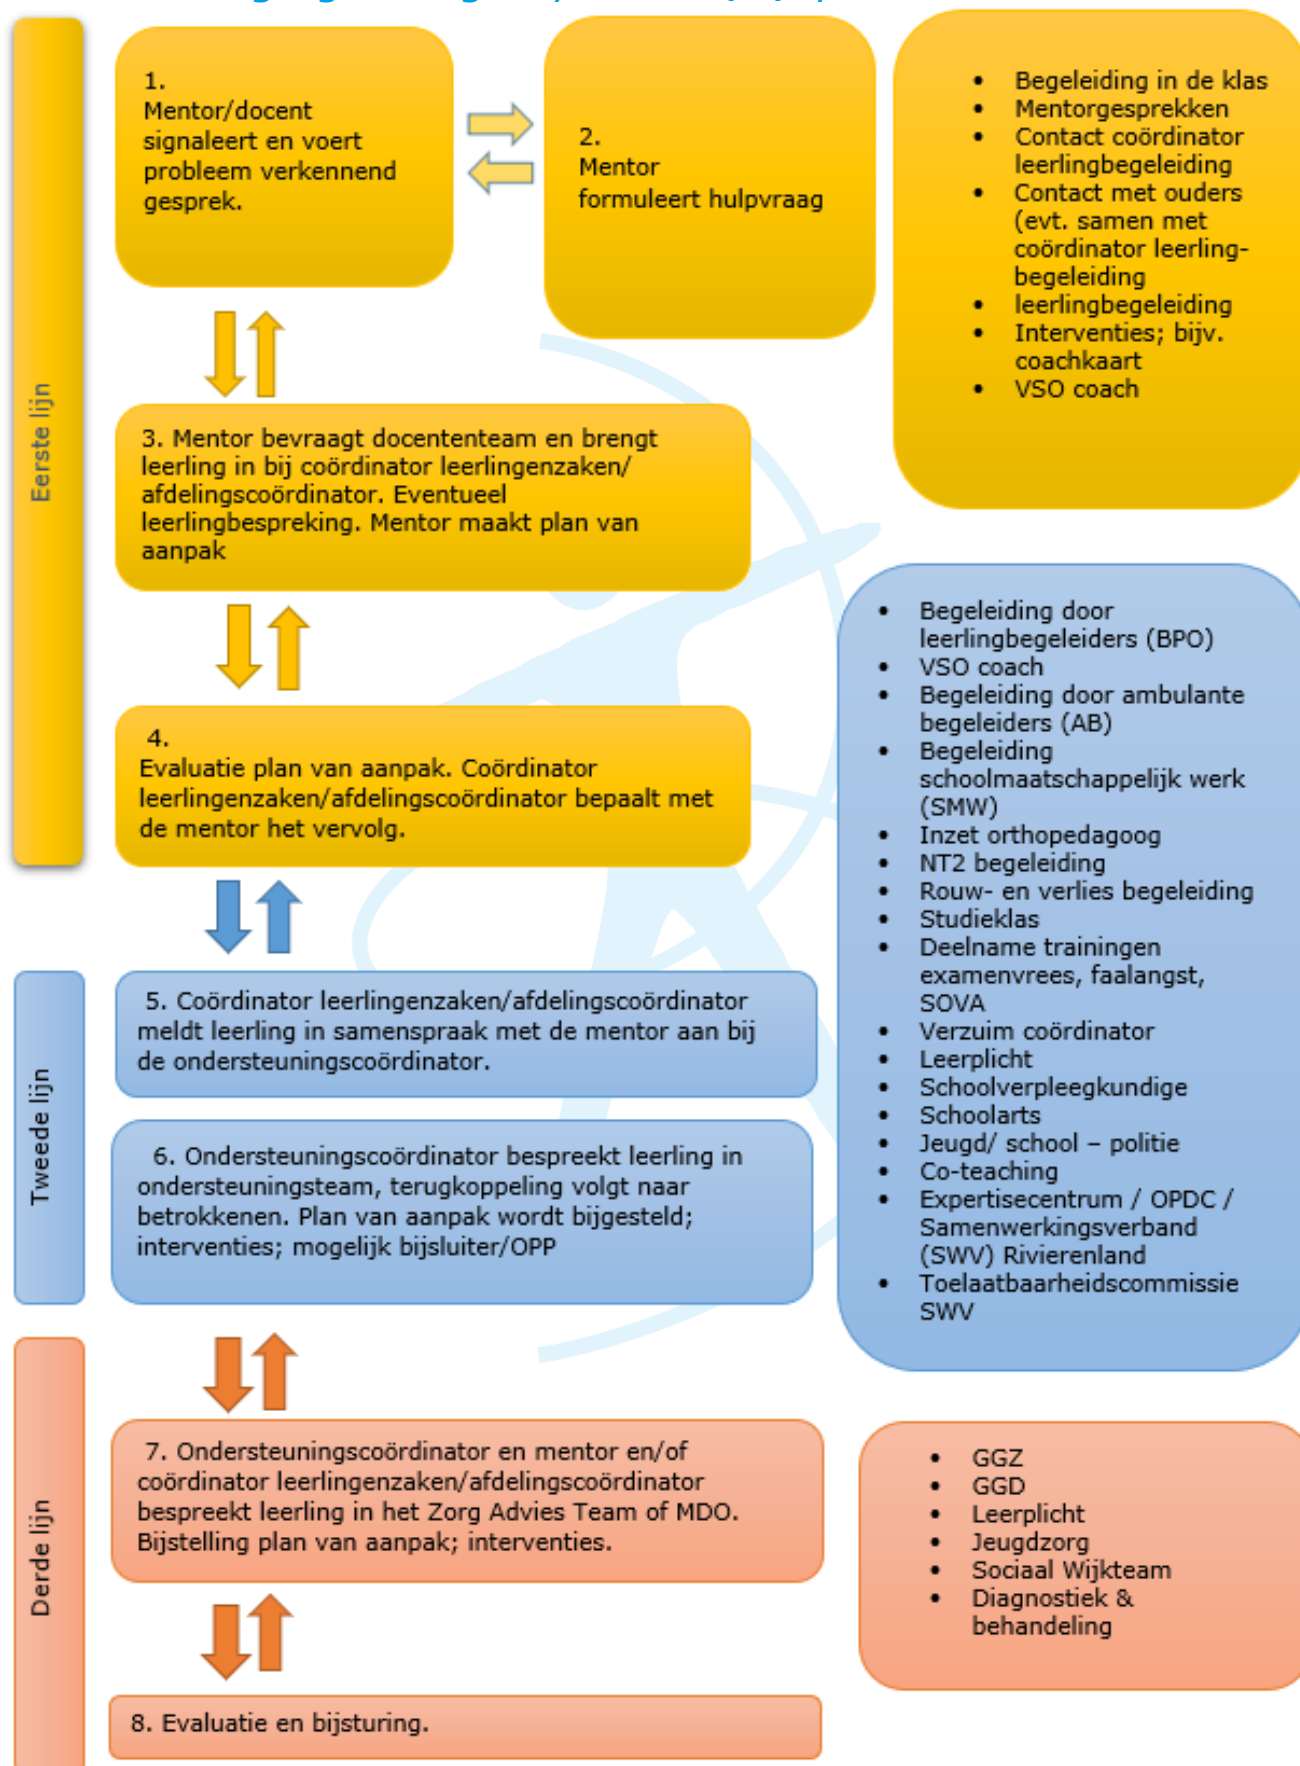 Eerste lijn
1.
Mentor/docent
signaleert en voert
probleem verkennend
gesprek.
2.
Mentor
formuleert hulpvraag
• Begeleiding in de klas
• Mentorgesprekken
• Contact coördinator
leerlingbegeleiding
• Contact met ouders
(evt. samen met
coördinator leerling-
begeleiding
• leerlingbegeleiding
• Interventies; bijv.
coachkaart
• VSO coach
3. Mentor bevraagt docententeam en brengt
leerling in bij coördinator leerlingenzaken/
afdelingscoördinator. Eventueel
leerlingbespreking. Mentor maakt plan van
aanpak
4.
Evaluatie plan van aanpak. Coördinator
leerlingenzaken/afdelingscoördinator bepaalt met
de mentor het vervolg.
Tweede lijn
5. Coördinator leerlingenzaken/afdelingscoördinator
meldt leerling in samenspraak met de mentor aan bij
de ondersteuningscoördinator.
6. Ondersteuningscoördinator bespreekt leerling in
ondersteuningsteam, terugkoppeling volgt naar
betrokkenen. Plan van aanpak wordt bijgesteld;
interventies; mogelijk bijsluiter/OPP
• Begeleiding door
leerlingbegeleiders (BPO)
• VSO coach
• Begeleiding door ambulante
begeleiders (AB)
• Begeleiding
schoolmaatschappelijk werk
(SMW)
• Inzet orthopedagoog
• NT2 begeleiding
• Rouw- en verlies begeleiding
• Studieklas
• Deelname trainingen
examenvrees, faalangst,
SOVA
• Verzuim coördinator
• Leerplicht
• Schoolverpleegkundige
• Schoolarts
• Jeugd/ school – politie
• Co-teaching
• Expertisecentrum / OPDC /
Samenwerkingsverband
(SWV) Rivierenland
• Toelaatbaarheidscommissie
SWV
Derde lijn
7. Ondersteuningscoördinator en mentor en/of
coördinator leerlingenzaken/afdelingscoördinator
bespreekt leerling in het Zorg Advies Team of MDO.
Bijstelling plan van aanpak; interventies.
8. Evaluatie en bijsturing.
• GGZ
• GGD
• Leerplicht
• Jeugdzorg
• Sociaal Wijkteam
• Diagnostiek &
behandeling